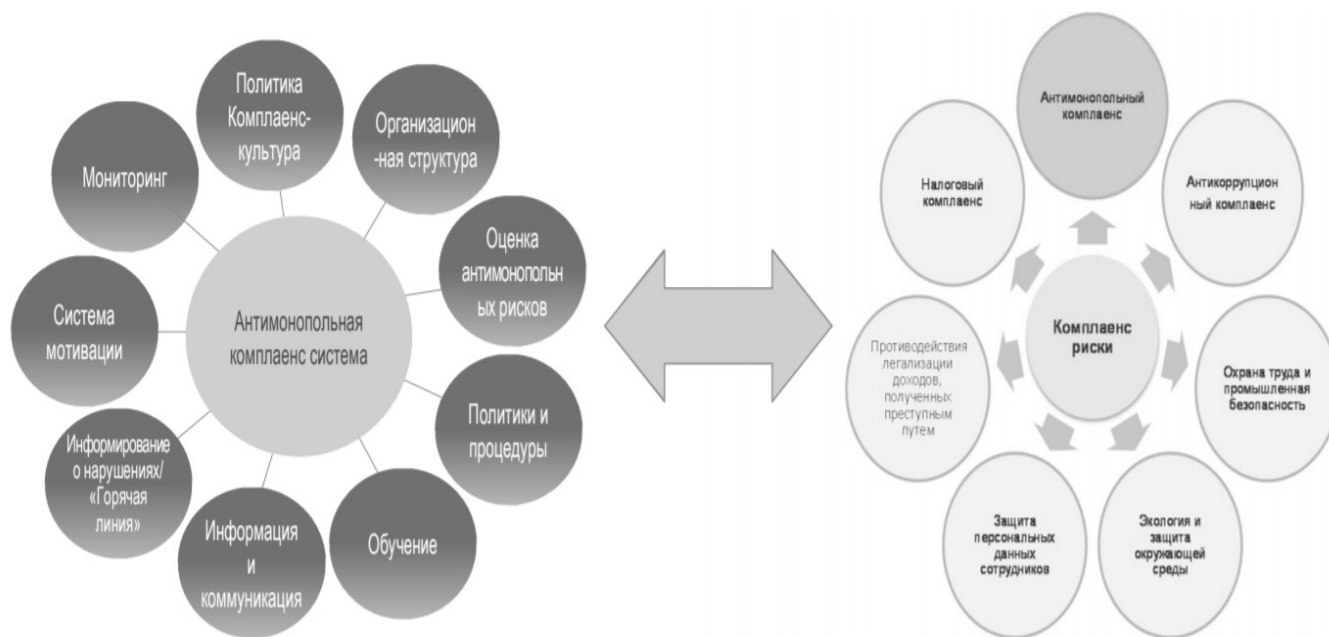 Политика
Комплаенс-
культура
Организацион
-ная структура
Оценка
антимонопольн
ых рисков
Политики и
процедуры
Обучение
Информация
и
коммуникация
Информирование
о нарушениях/
«Горячая
линия»
Система
мотивации
Мониторинг
Антимонопольная
комплаенс система
Антимонопольный
комплаенс
Антикоррупцион
ный комплаенс
Охрана труда и
промышленная
безопасность
Экология и
защита
окружающей
среды
Защита
персональных
данных
сотрудников
Противодействия
легализации
доходов,
полученных
преступным
путем
Налоговый
комплаенс
Комплаенс
риски